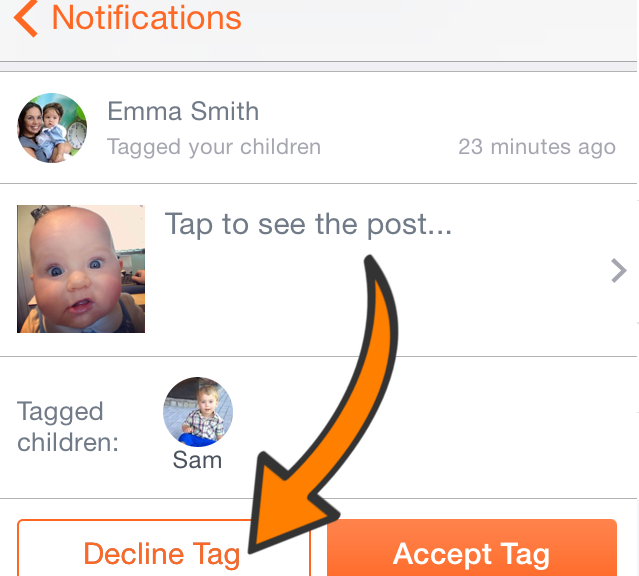 Notifications
Emma Smith
Tagged your children 23 minutes ago
Tap to see the post...
Tagged
children:
Sam
Decline Tag Accept Tag